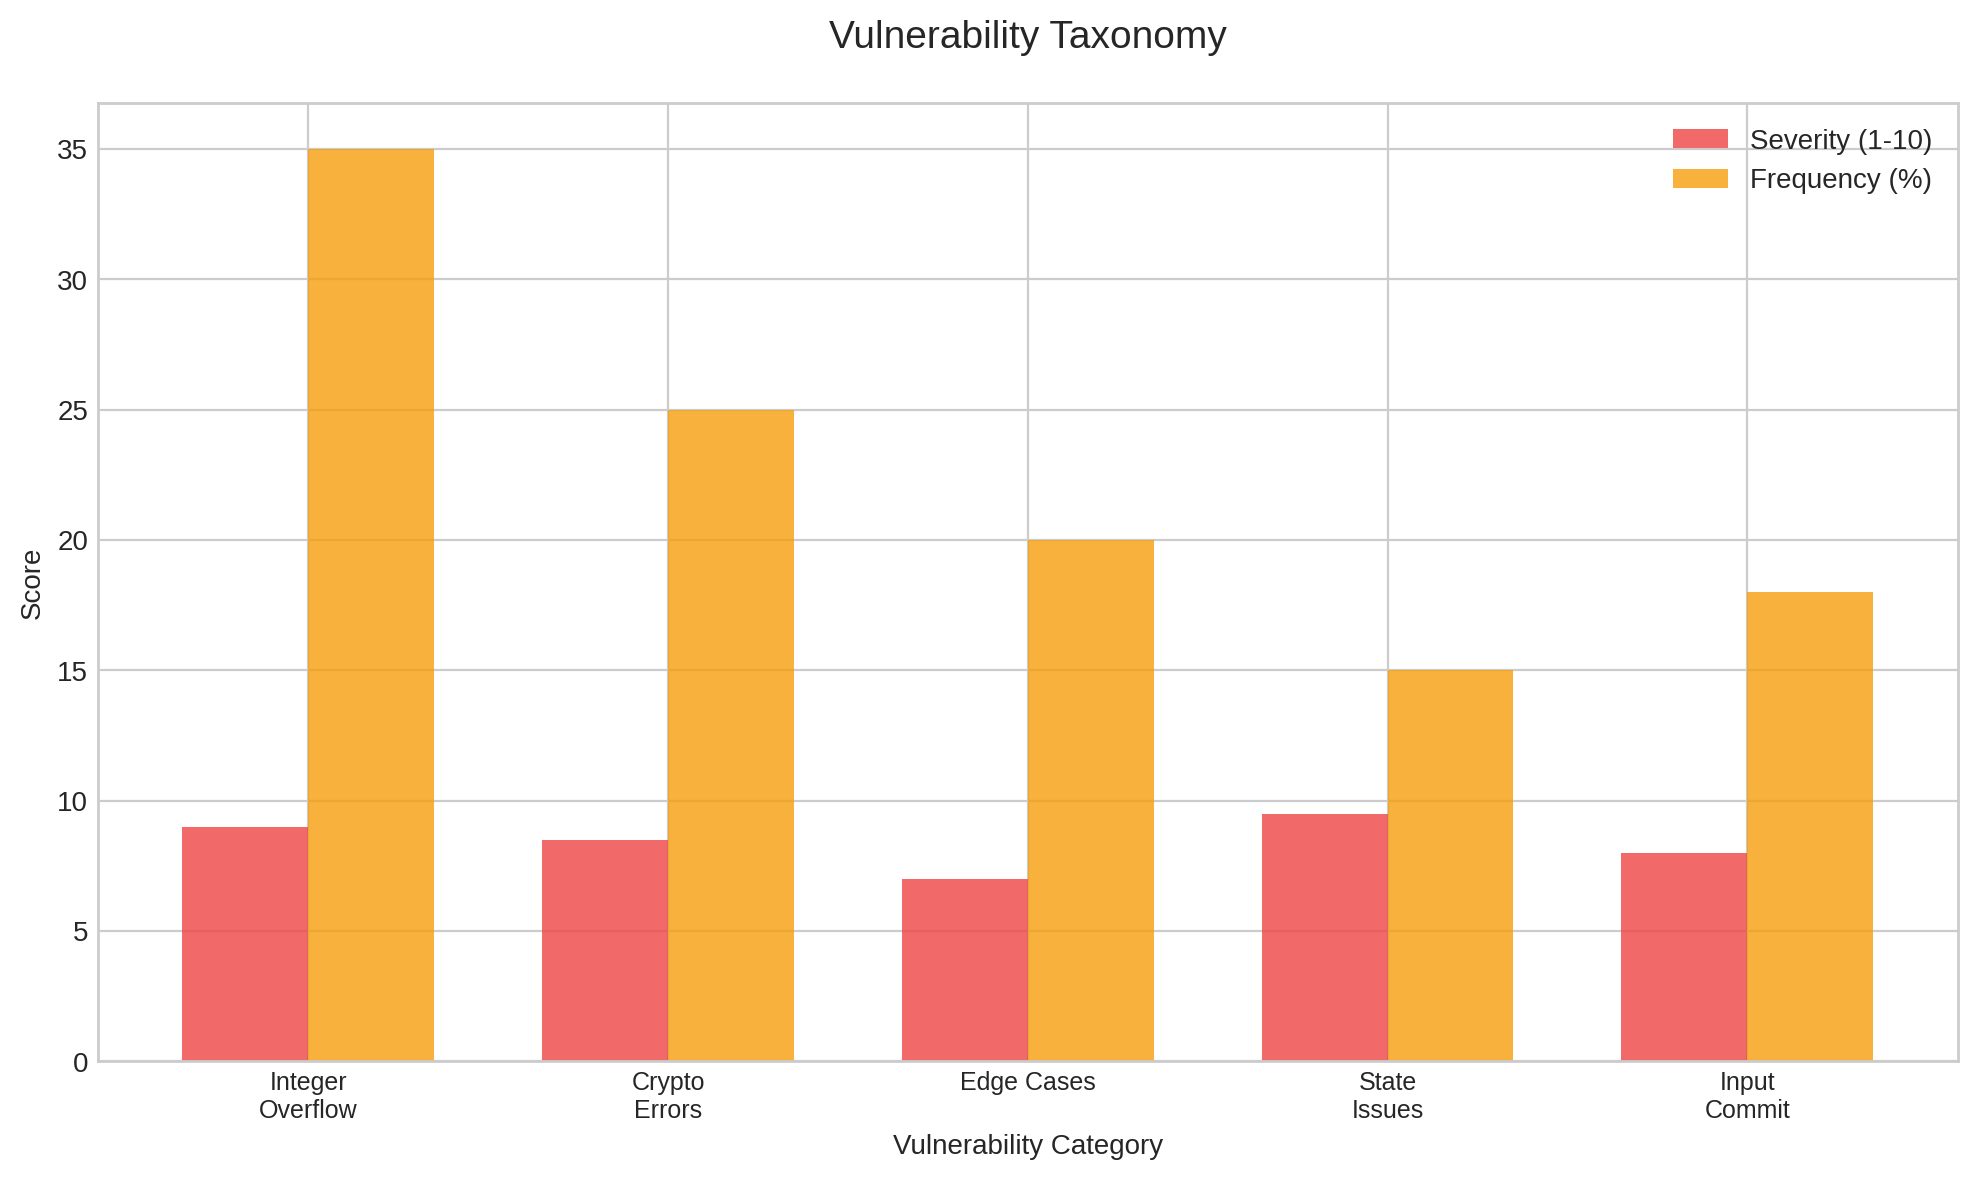 Vulnerability Taxonomy
Severity (1-10)
Frequency (%)
Score
35
30
25
20
15
10
5
0
Integer
Overflow
Crypto
Errors
Edge Cases
State
Issues
Input
Commit
Vulnerability Category